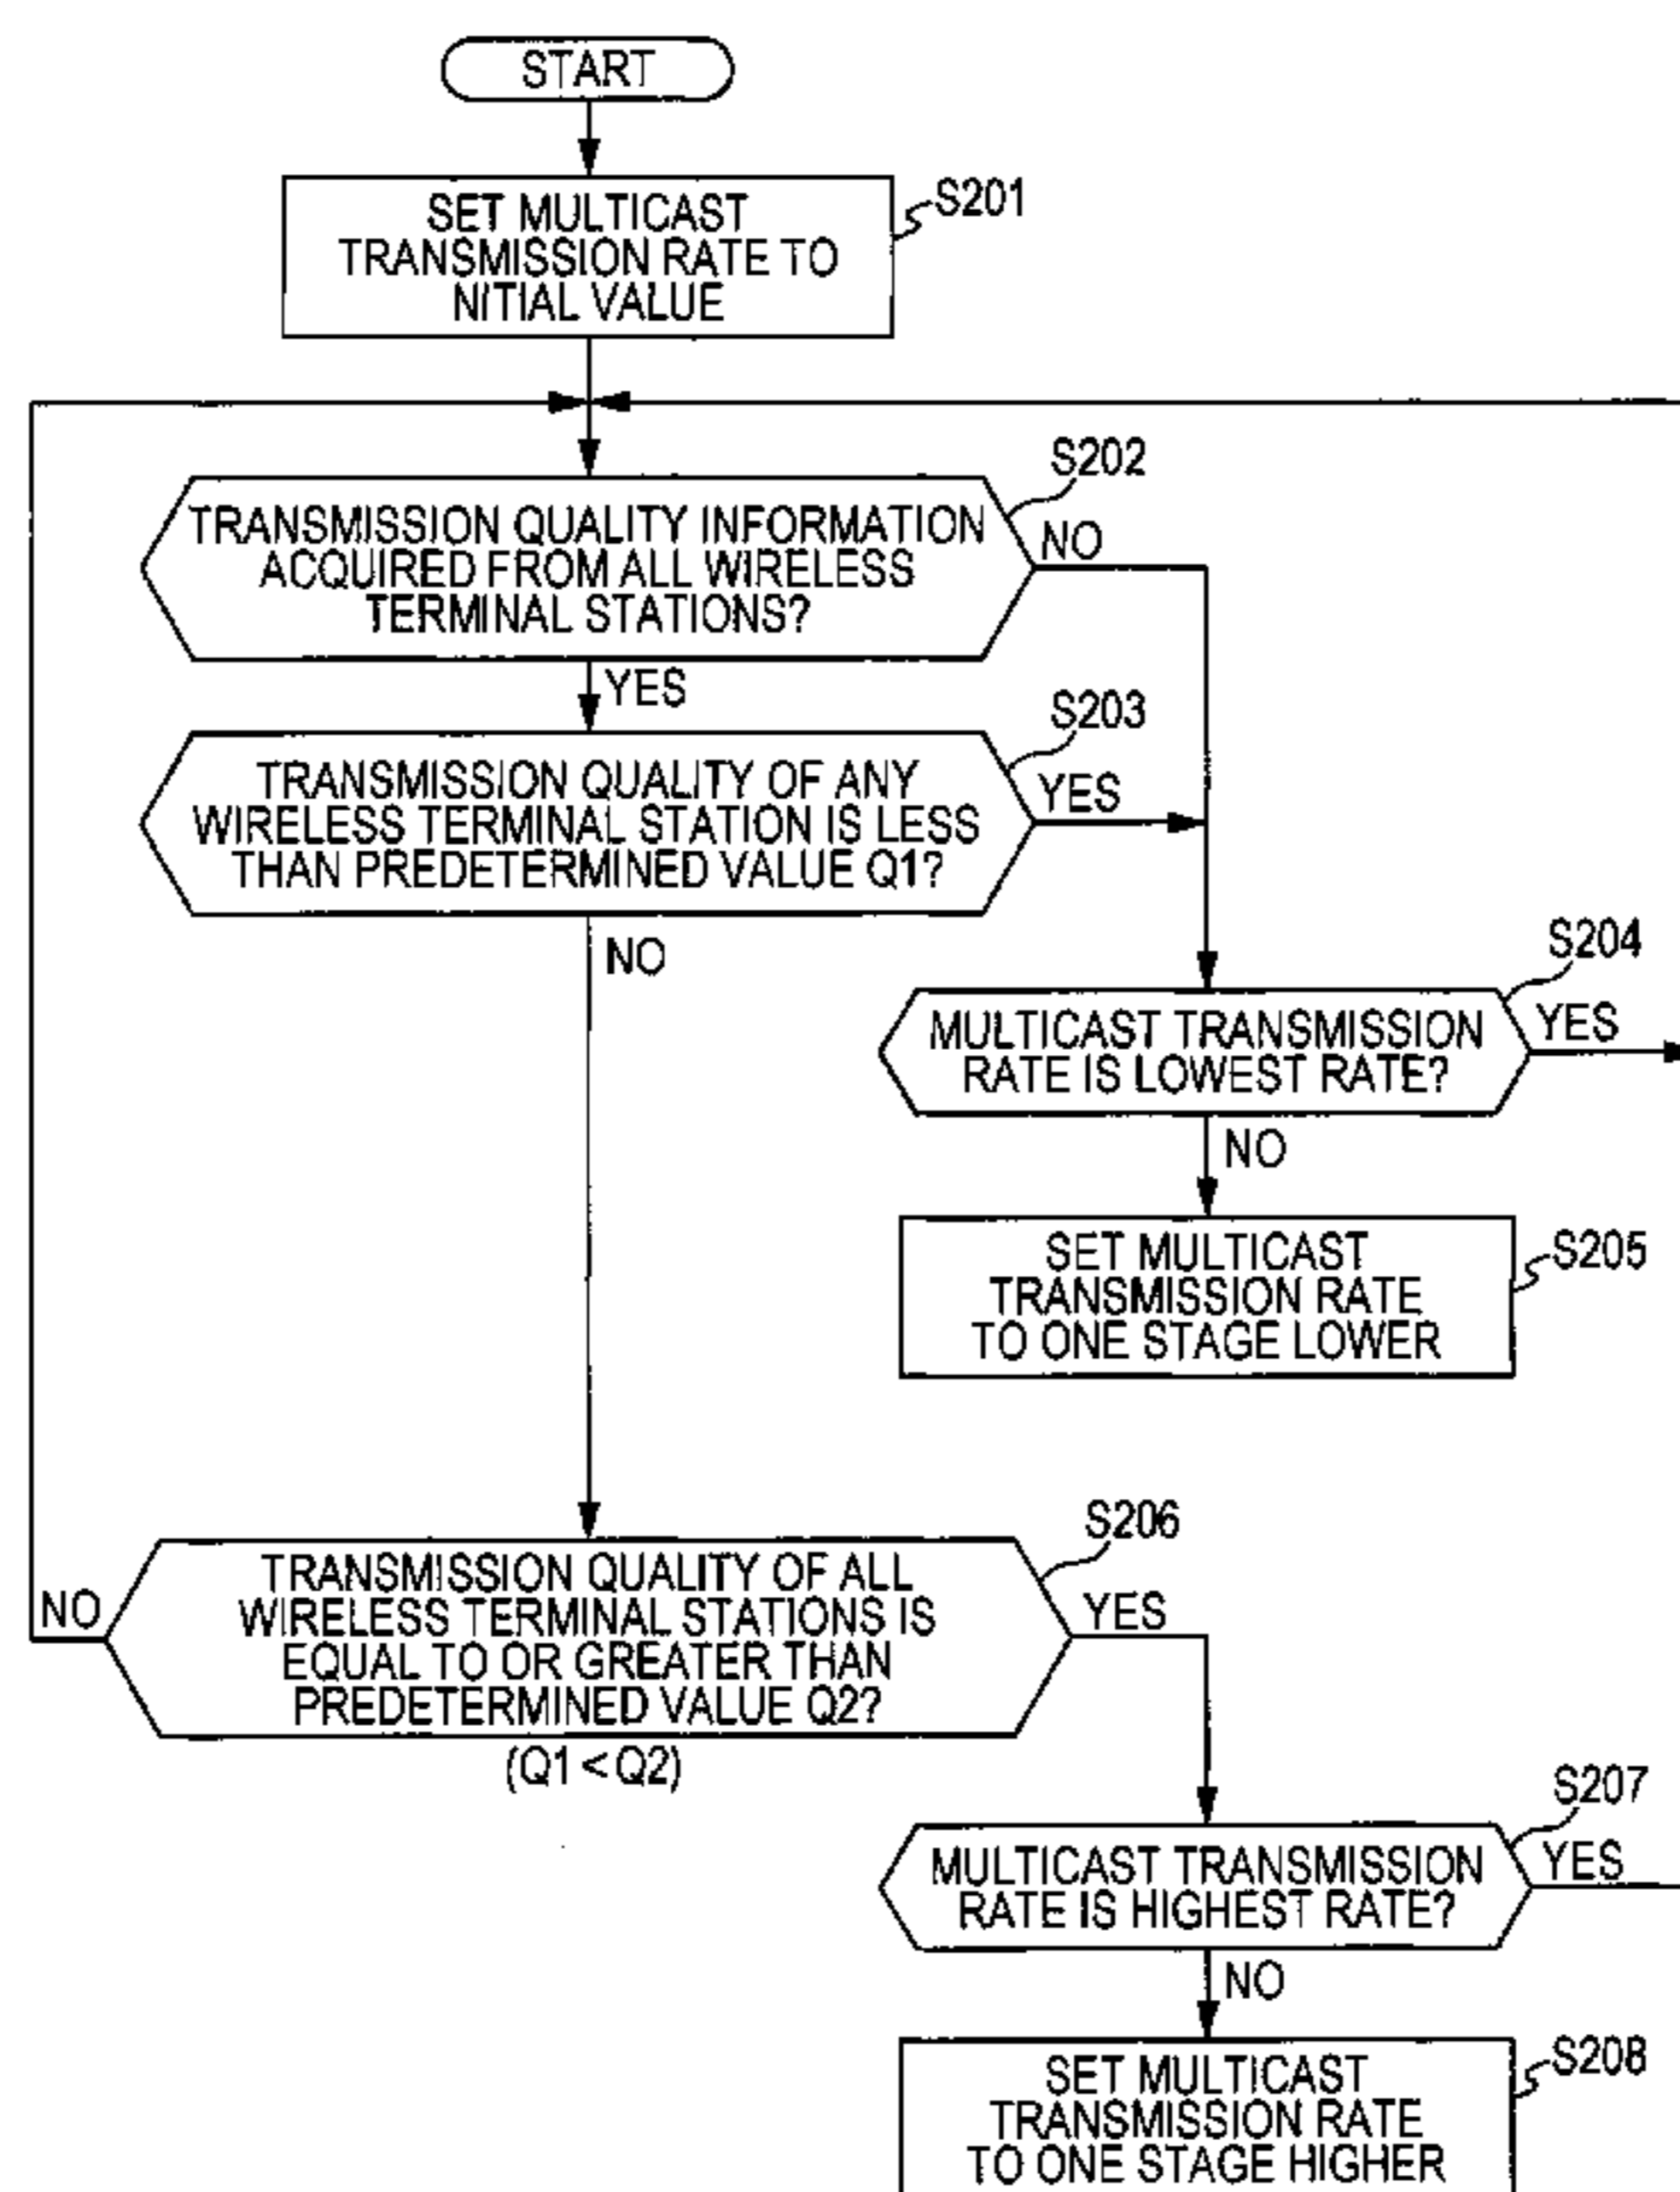 START
SET MULTICAST
TRANSMISSION RATE TO
NITIAL VALUE
S201
S202
TRANSMISSION QUALITY INFORMATION
ACQUIRED FROM ALL WIRELESS
TERMINAL STATIONS?
NO
YES
S203
TRANSMISSION QUALITY OF ANY
WIRELESS TERMINAL STATION IS LESS
THAN PREDETERMINED VALUE Q1?
YES
NO
S204
MULTICAST TRANSMISSION
RATE IS LOWEST RATE?
YES
NO
SET MULTICAST
TRANSMISSION RATE
TO ONE STAGE LOWER
S205
S206
TRANSMISSION QUALITY OF ALL
WIRELESS TERMINAL STATIONS IS
EQUAL TO OR GREATER THAN
PREDETERMINED VALUE Q2?
(Q1 < Q2)
NO
YES
S207
MULTICAST TRANSMISSION
RATE IS HIGHEST RATE?
YES
NO
SET MULTICAST
TRANSMISSION RATE
TO ONE STAGE HIGHER
S208